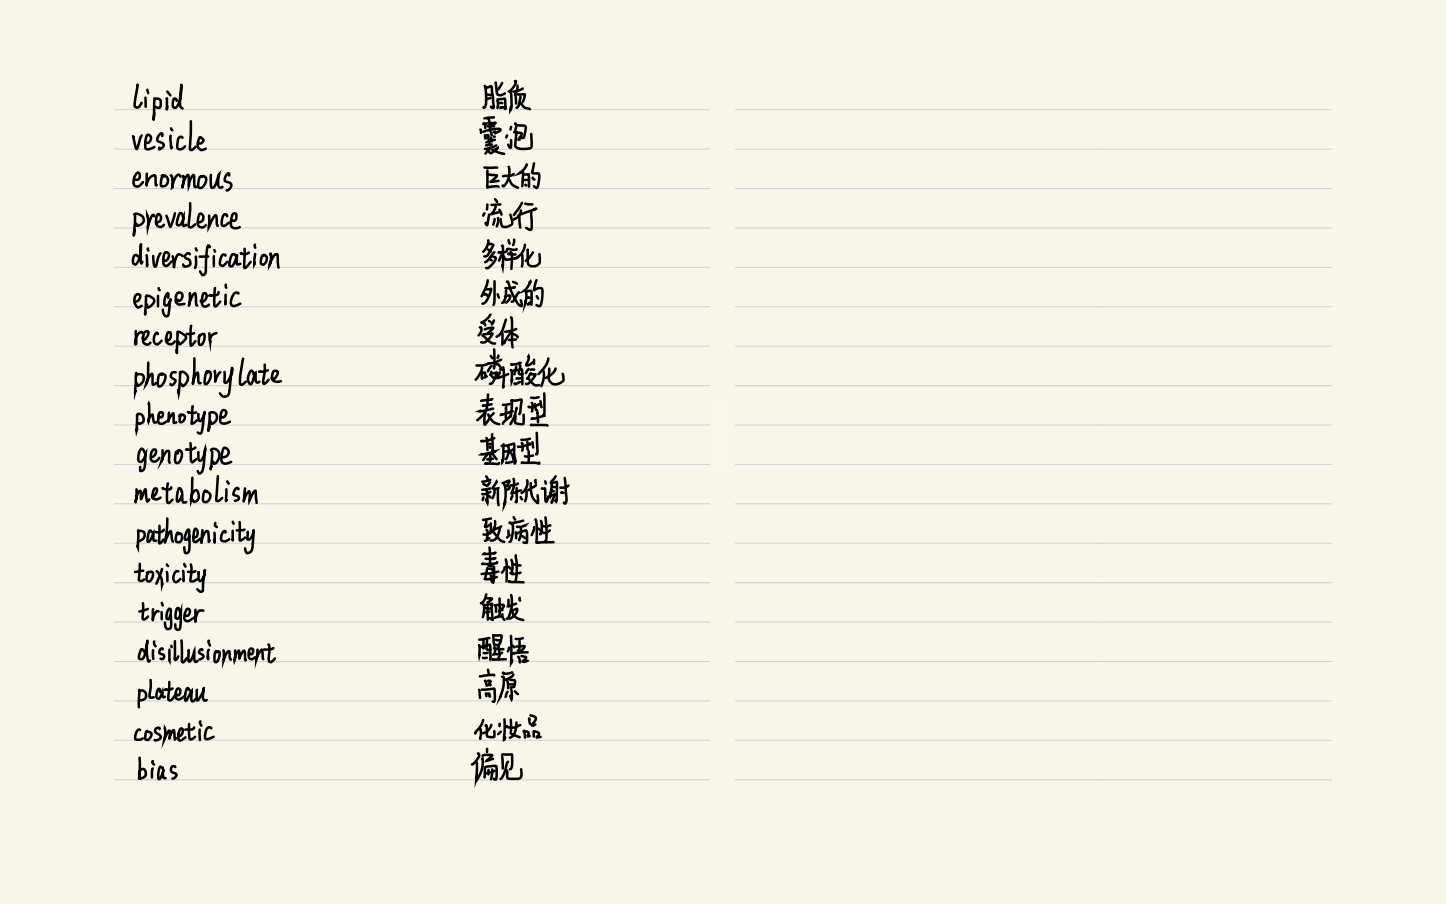 lipid 脂质
vesicle 囊泡
enormous 巨大的
prevalence 流行
diversification 多样化
epigenetic 外成的
receptor 受体
phosphorylate 磷酸化
phenotype 表现型
genotype 基因型
metabolism 新陈代谢
pathogenicity 致病性
toxicity 毒性
trigger 触发
disillusionment 醒悟
plateau 高原
cosmetic 化妆品
bias 偏见